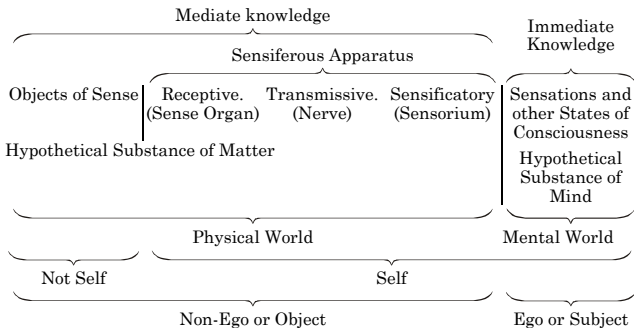 Mediate knowledge
Immediate
Knowledge
Sensiferous Apparatus
Objects of Sense Receptive. Transmissive. Sensificatory Sensations and
(Sense Organ) (Nerve) (Sensorium) other States of
Consciousness
Hypothetical Substance of Matter
Hypothetical
Substance of
Mind
Physical World Mental World
Not Self Self
Non-Ego or Object Ego or Subject